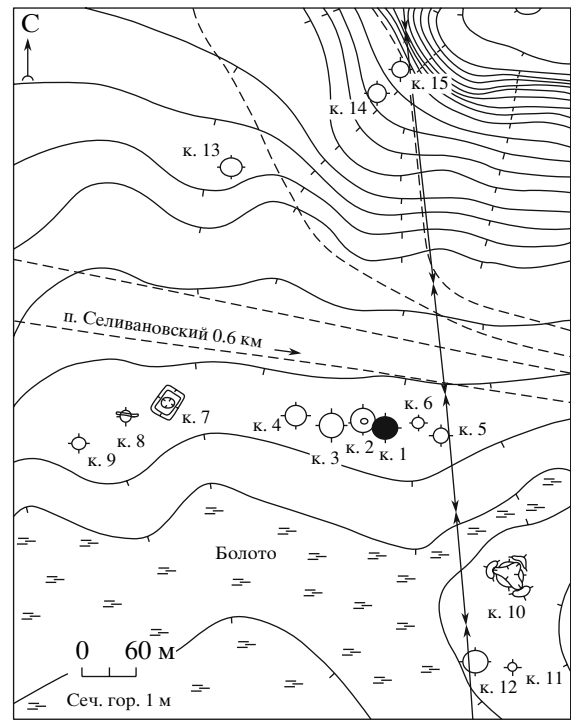 С
к. 15
к. 14
к. 13
п. Селивановский 0.6 км
к. 7
к. 8
к. 9
к. 4
к. 3
к. 2
к. 1
к. 6
к. 5
Болото
к. 10
к. 11
к. 12
0 60 м
Сеч. гор. 1 м